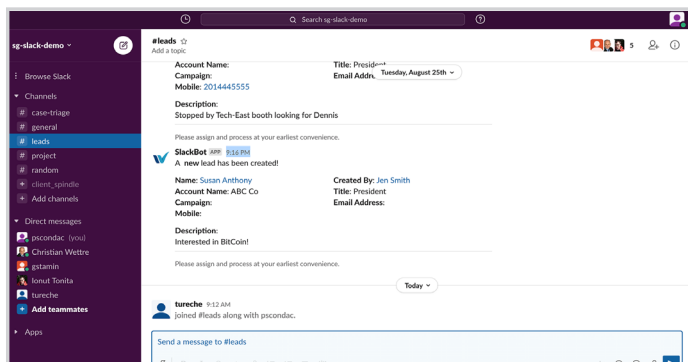 Search sg-slack-demo
sg-slack-demo
Browse Slack
Channels
# case-triage
# general
# leads
# project
# random
+ client_spindle
+ Add channels
Direct messages
pscondac (you)
Christian Wettre
gstamin
Ionut Tonita
tureche
+ Add teammates
Apps
#leads
Add a topic
5
Account Name: Title: President
Campaign: Email Addre
Tuesday, August 25th
Mobile: 2014445555
Description:
Stopped by Tech-East booth looking for Dennis
Please assign and process at your earliest convenience.
SlackBot APP 9:16 PM
A new lead has been created!
Name: Susan Anthony Created By: Jen Smith
Account Name: ABC Co Title: President
Campaign: Email Address:
Mobile:
Description:
Interested in BitCoin!
Please assign and process at your earliest convenience.
Today
tureche 9:12 AM
joined #leads along with pscondac.
Send a message to #leads